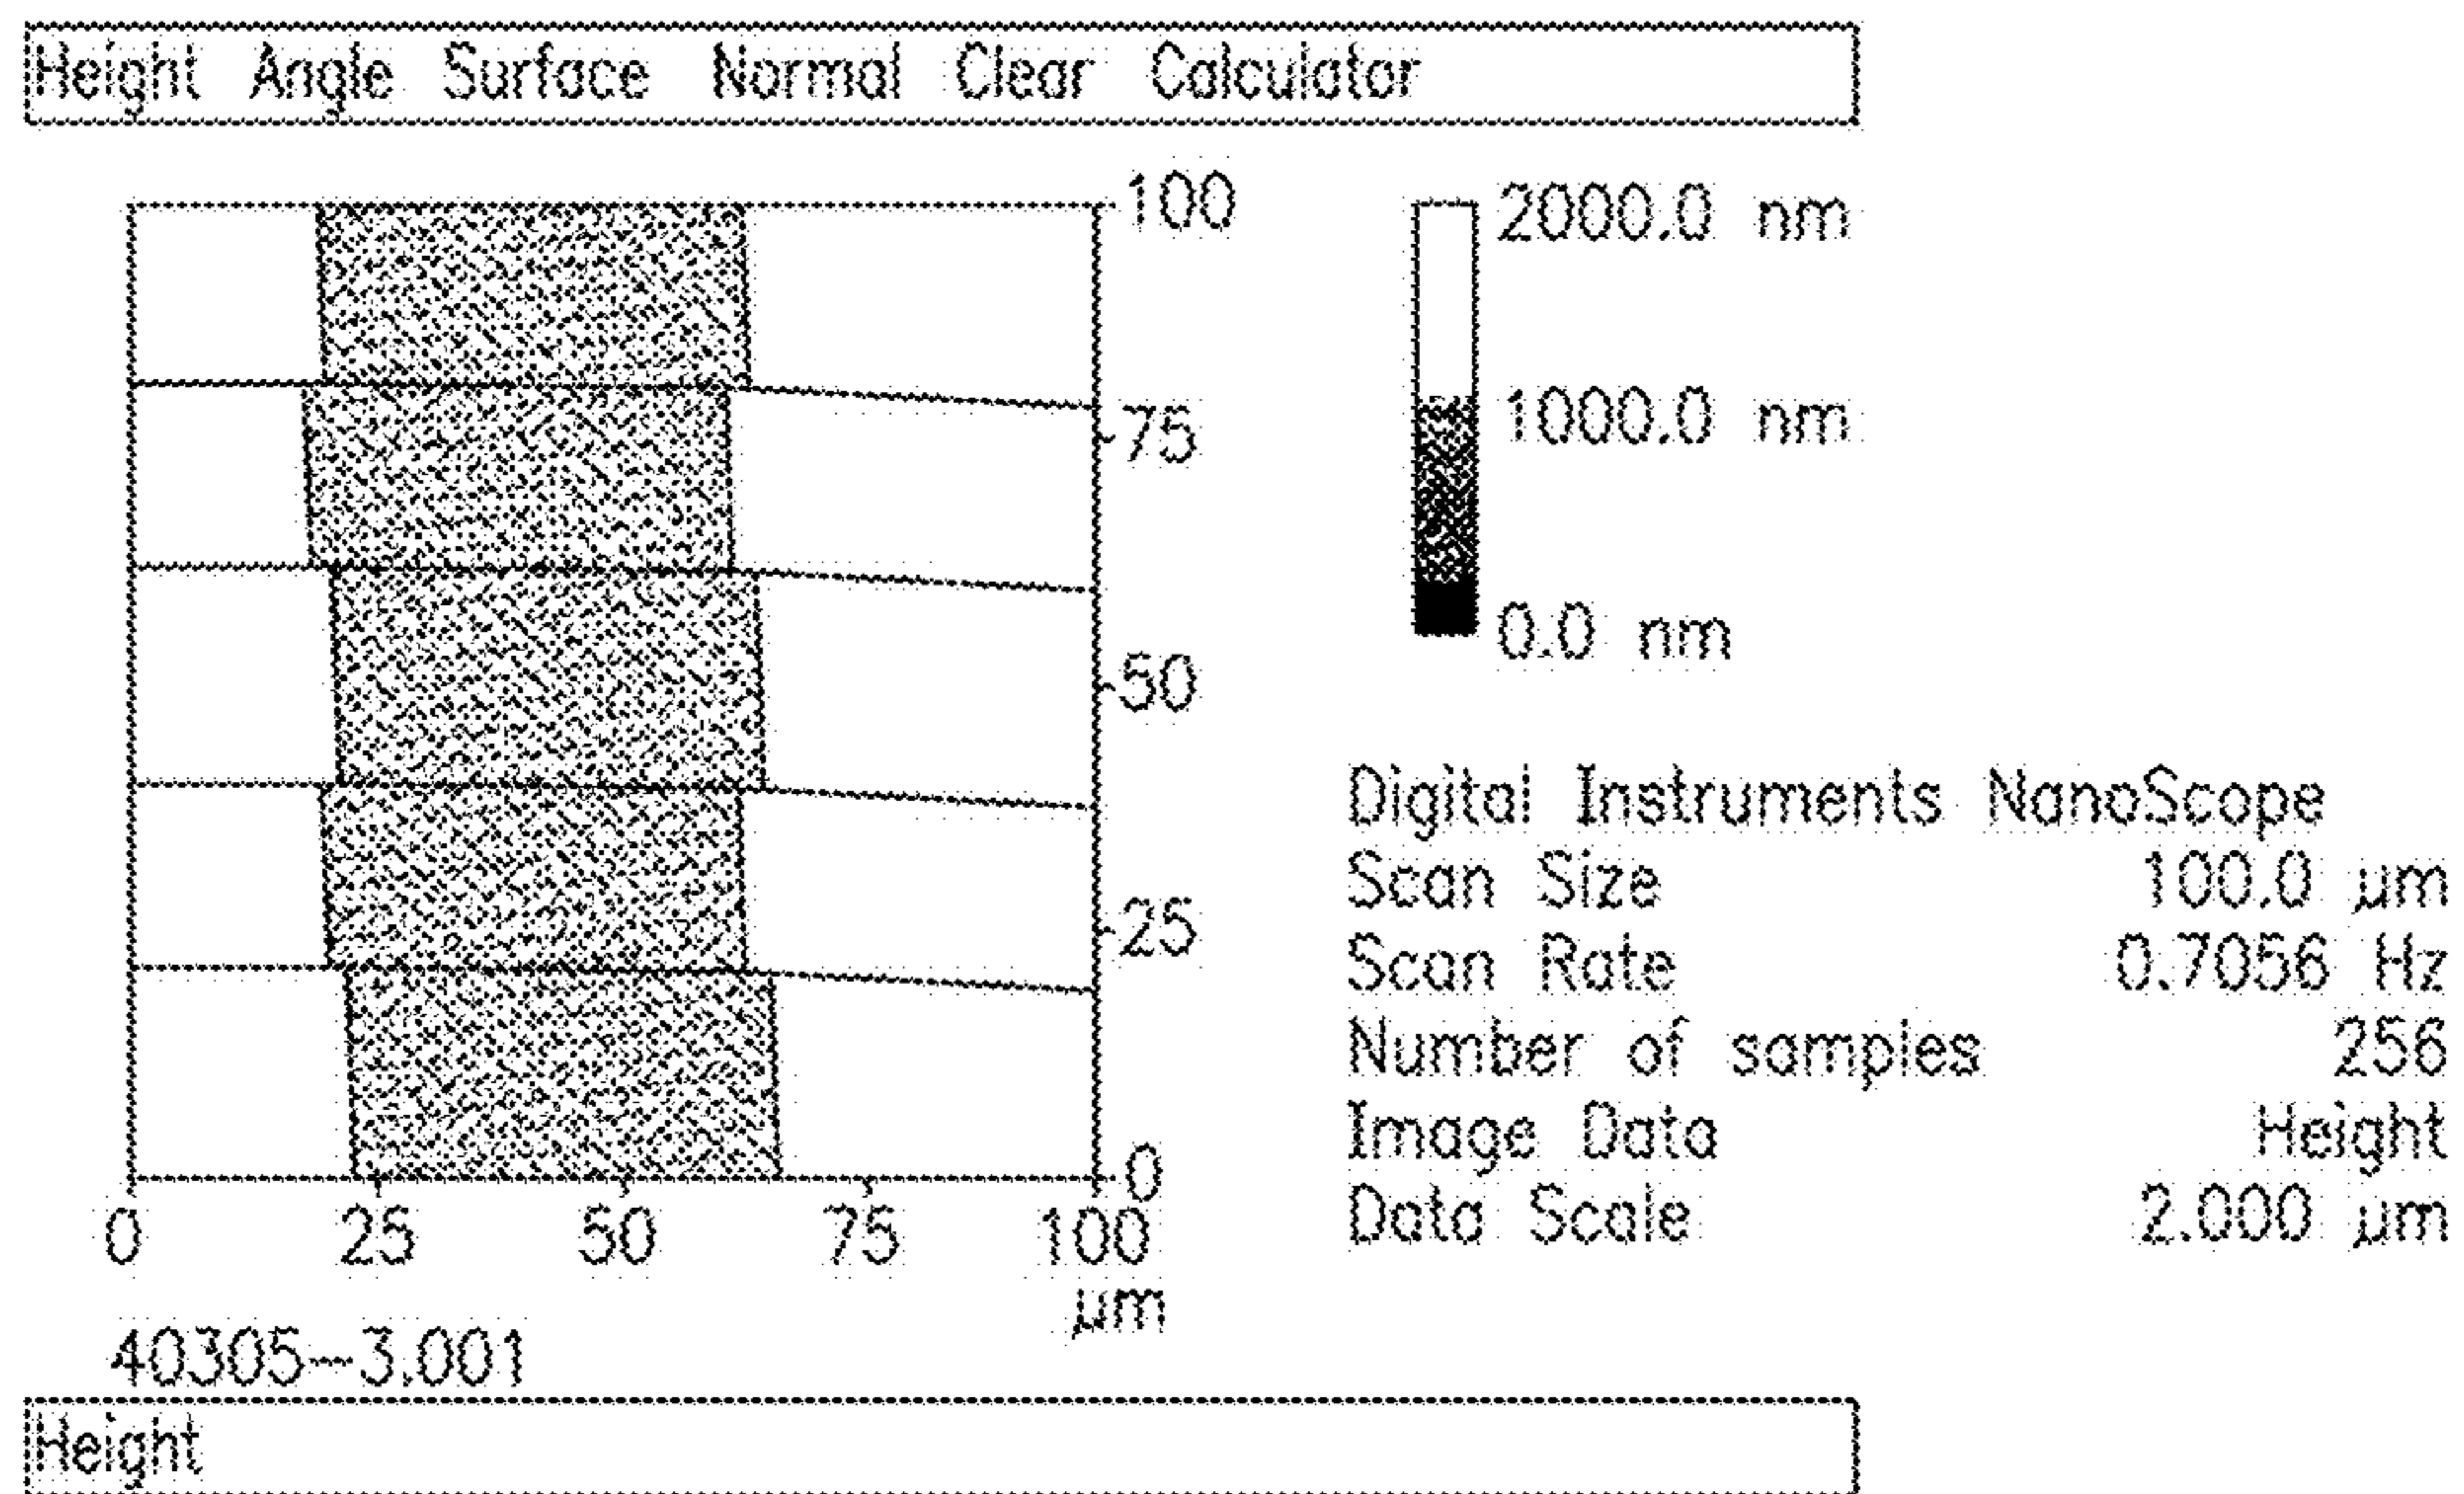 Height Angle Surface Normal Clear Calculator
100
75
50
25
0
0 25 50 75 100
µm
40305-3.001
2000.0 nm
1000.0 nm
0.0 nm
Digital Instruments NanoScope
Scan Size 100.0 µm
Scan Rate 0.7056 Hz
Number of samples 256
Image Data Height
Data Scale 2.000 µm
Height